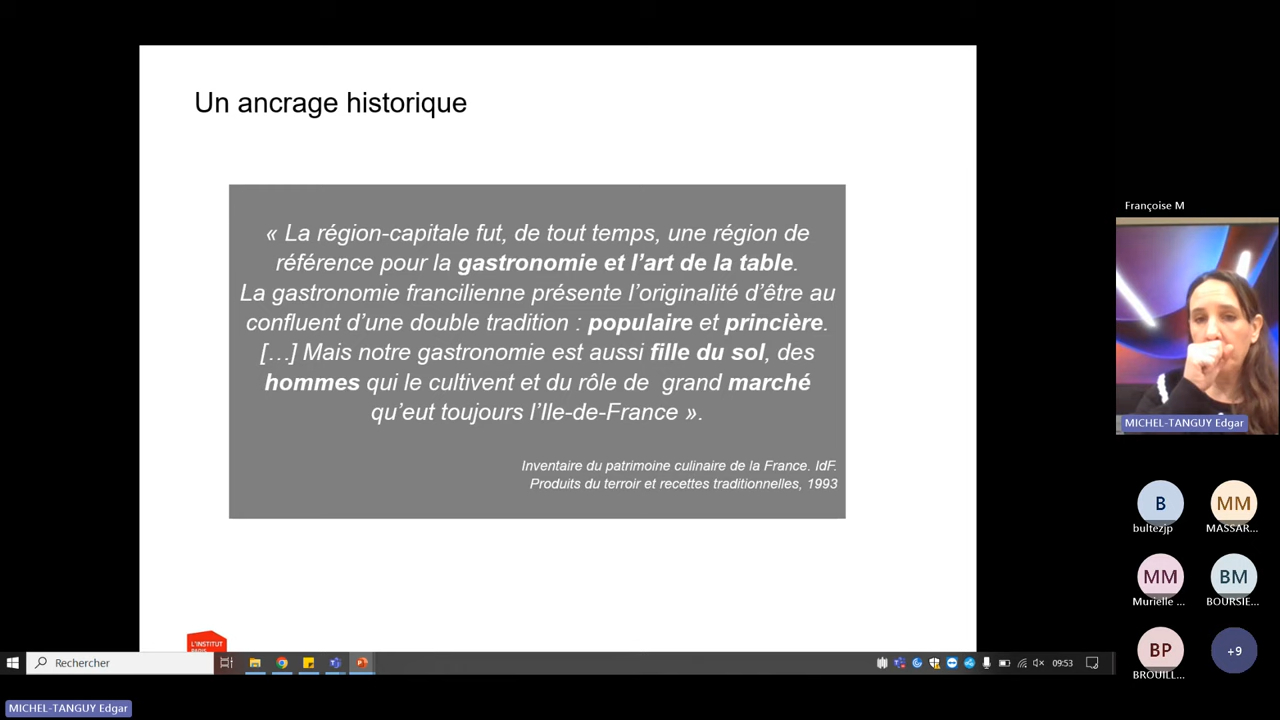 Un ancrage historique
« La région-capitale fut, de tout temps, une région de
référence pour la gastronomie et l’art de la table.
La gastronomie francilienne présente l’originalité d’être au
confluent d’une double tradition : populaire et princière.
[…] Mais notre gastronomie est aussi fille du sol, des
hommes qui le cultivent et du rôle de grand marché
qu’eut toujours l’Ile-de-France ».
Inventaire du patrimoine culinaire de la France. IdF.
Produits du terroir et recettes traditionnelles, 1993
L'INSTITUT
PARIS
Rechercher
09:53
MICHEL-TANGUY Edgar
Françoise M
MICHEL-TANGUY Edgar
B
MM
bultezjp
MASSAR...
MM
BM
Murielle ...
BOURSIE...
BP
+9
BROUILL...